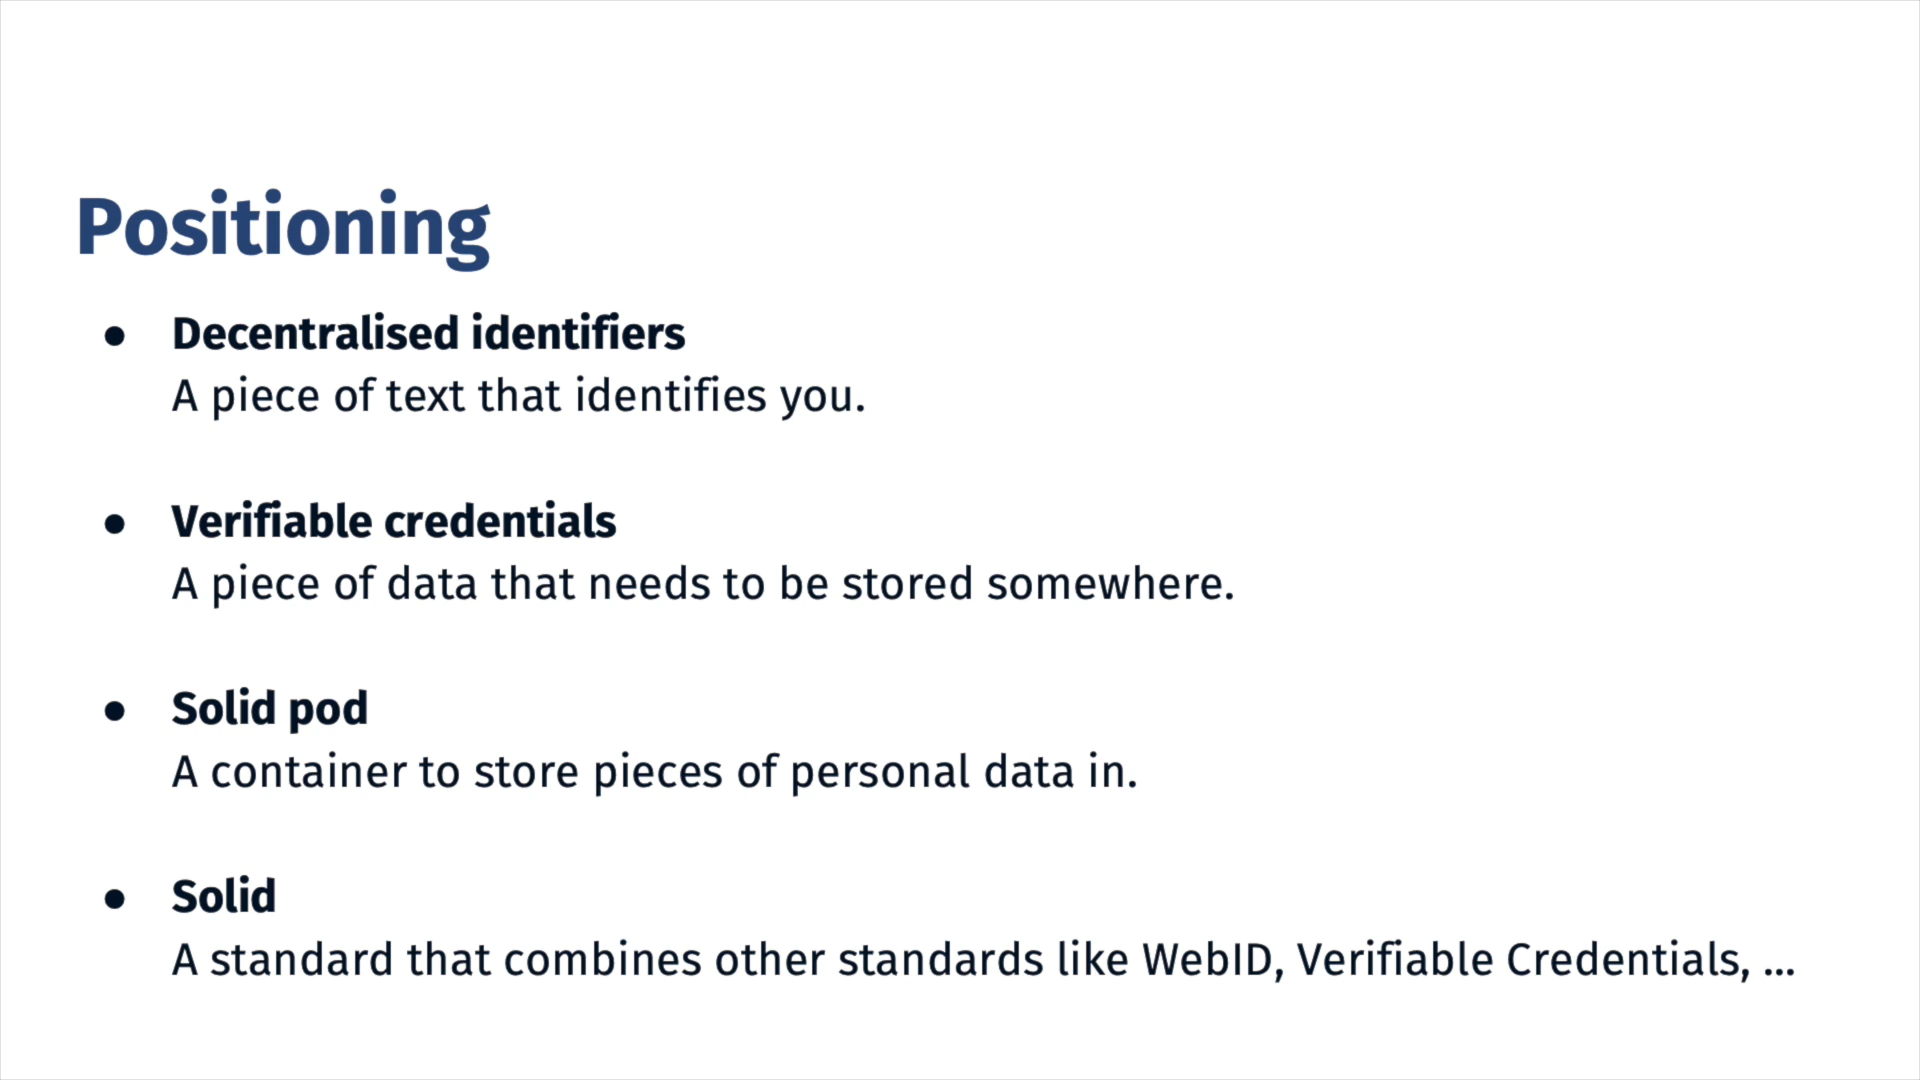 Positioning
● Decentralised identifiers
A piece of text that identifies you.
● Verifiable credentials
A piece of data that needs to be stored somewhere.
● Solid pod
A container to store pieces of personal data in.
● Solid
A standard that combines other standards like WebID, Verifiable Credentials, ...